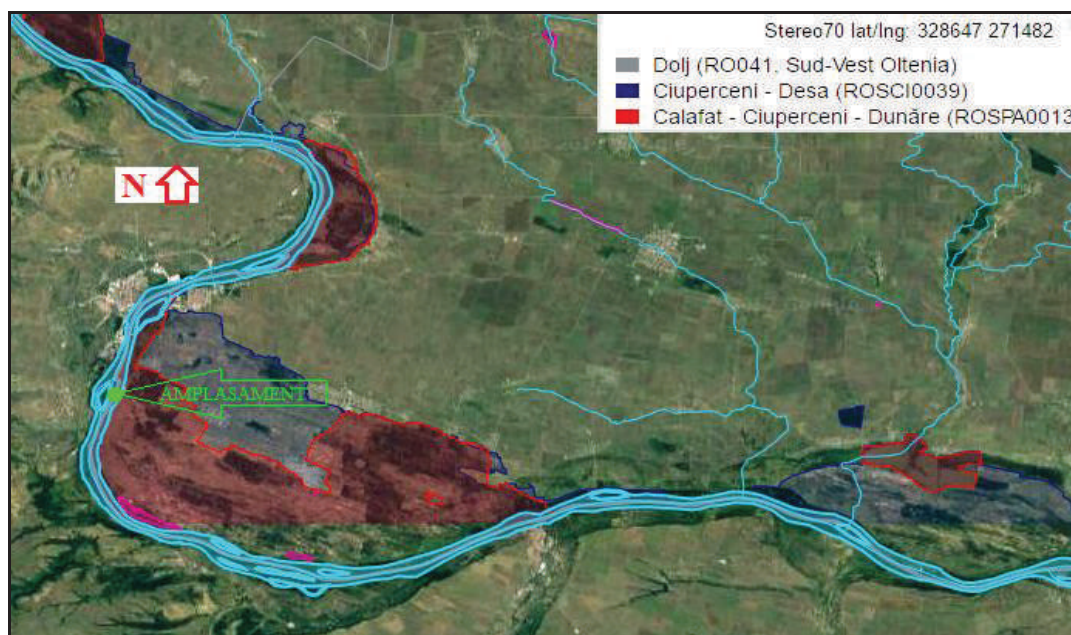 Stereo70 lat/lng: 328647 271482
Dolj (RO041. Sud-Vest Oltenia)
Ciuperceni - Desa (ROSCI0039)
Calafat - Ciuperceni - Dunăre (ROSPA0013
N
AMPLASAMENT